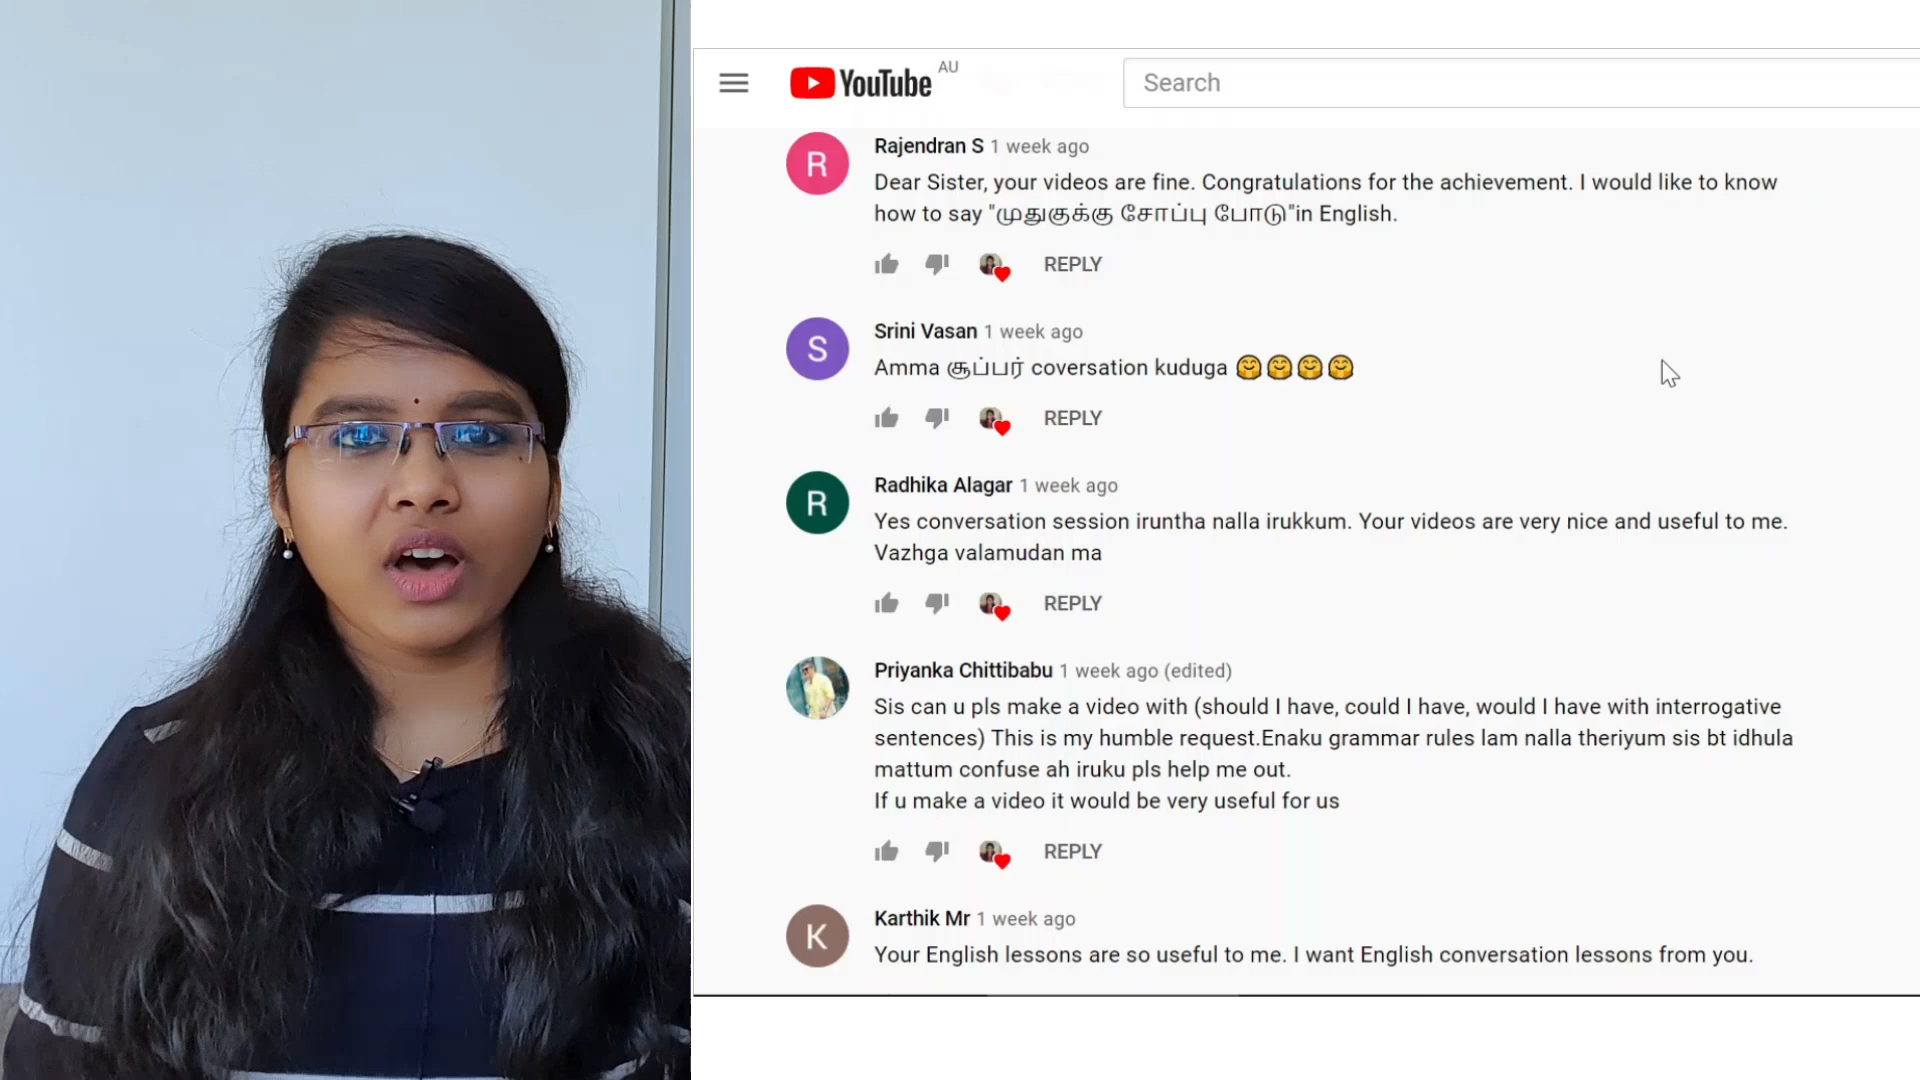 YouTube AU
Search
R
Rajendran S 1 week ago
Dear Sister, your videos are fine. Congratulations for the achievement. I would like to know
how to say "முதுகுக்கு சோப்பு போடு"in English.
REPLY
S
Srini Vasan 1 week ago
Amma சூப்பர் coversation kuduga 🤗🤗🤗🤗
REPLY
R
Radhika Alagar 1 week ago
Yes conversation session iruntha nalla irukkum. Your videos are very nice and useful to me.
Vazhga valamudan ma
REPLY
Priyanka Chittibabu 1 week ago (edited)
Sis can u pls make a video with (should I have, could I have, would I have with interrogative
sentences) This is my humble request.Enaku grammar rules lam nalla theriyum sis bt idhula
mattum confuse ah iruku pls help me out.
If u make a video it would be very useful for us
REPLY
K
Karthik Mr 1 week ago
Your English lessons are so useful to me. I want English conversation lessons from you.